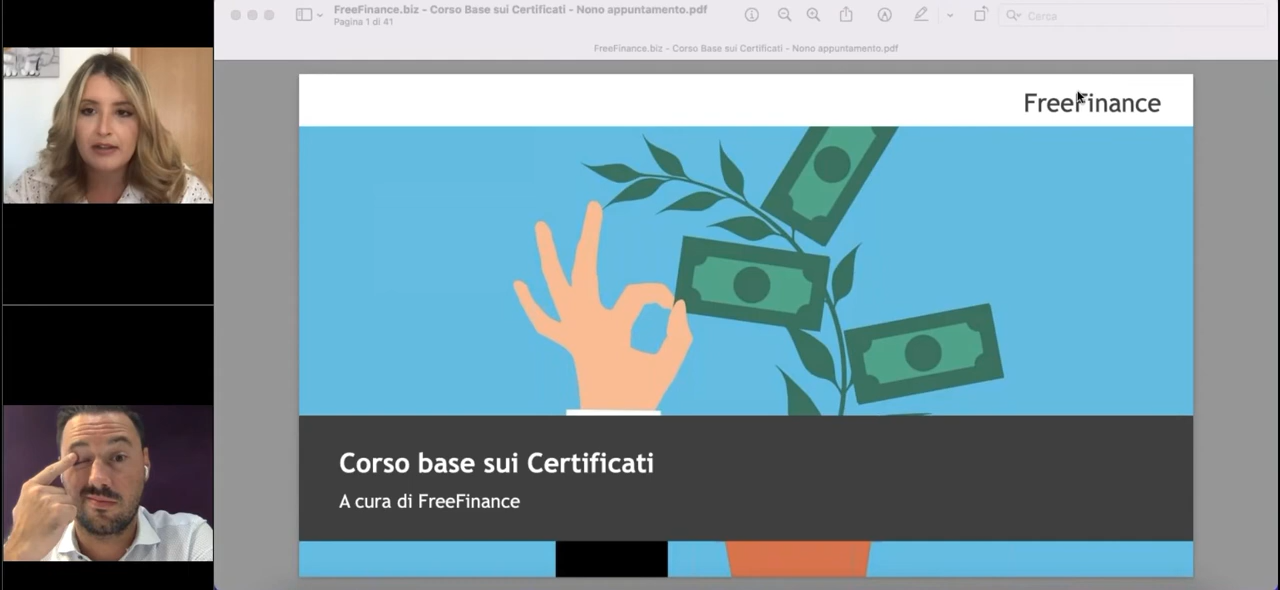 FreeFinance.biz - Corso Base sui Certificati - Nono appuntamento.pdf
Pagina 1 di 41
Cerca
FreeFinance.biz - Corso Base sui Certificati - Nono appuntamento.pdf
FreeFinance
Corso base sui Certificati
A cura di FreeFinance